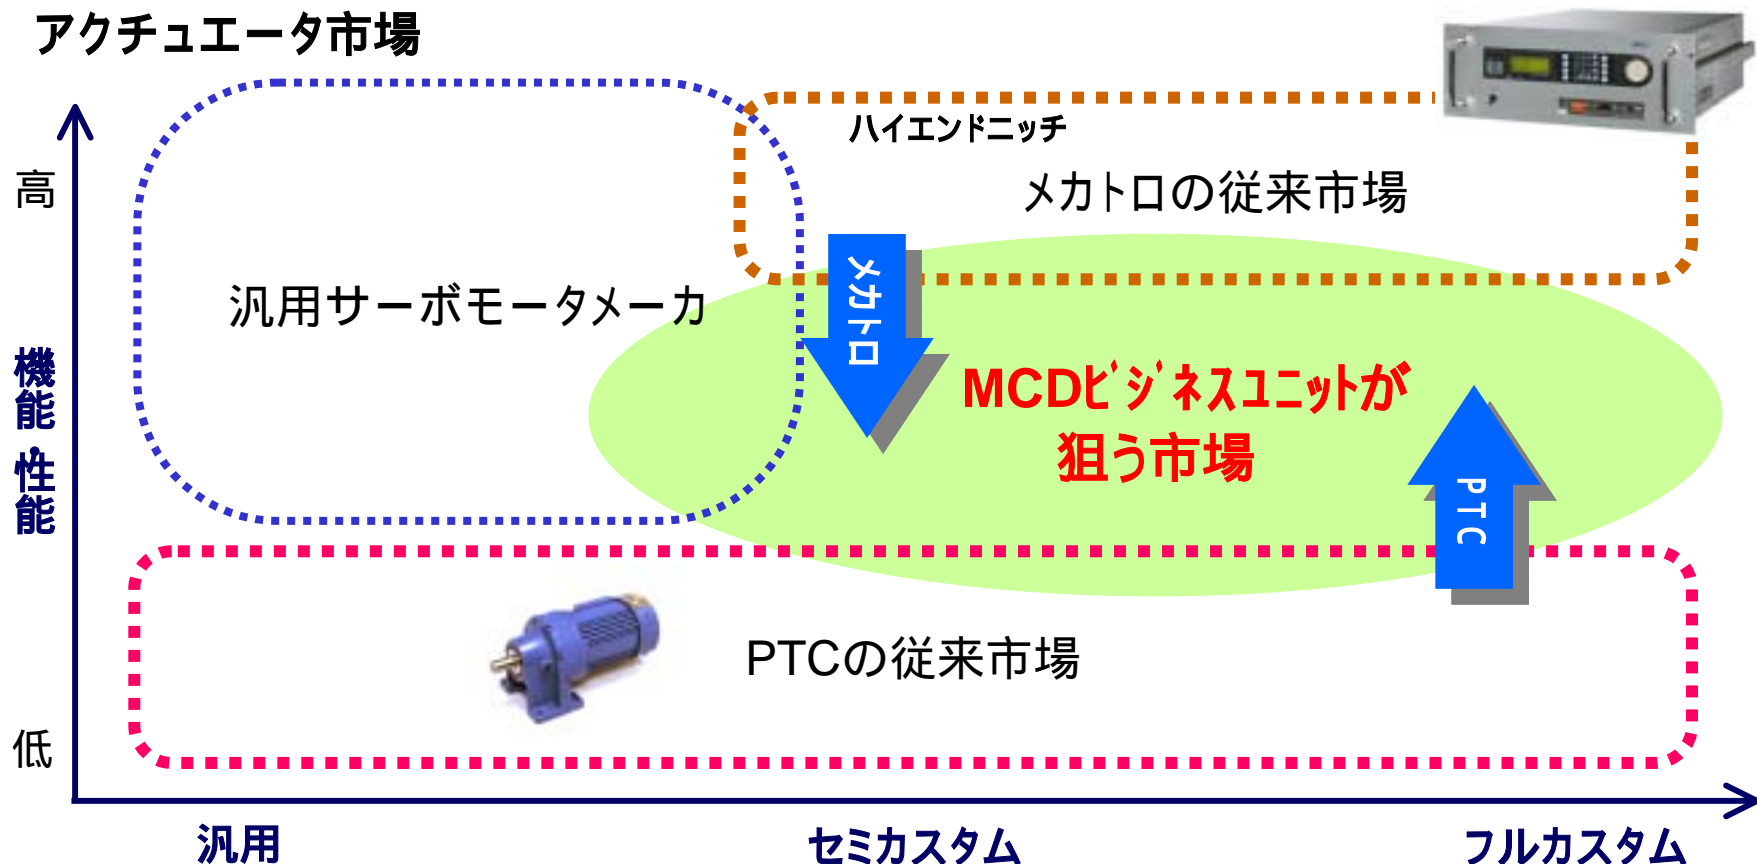 アクチュエータ市場
ハイエンドニッチ
高
メカトロの従来市場
汎用サーボモータメーカ
メカトロ
機能・性能
MCDﾋﾞｼﾞﾈｽﾕﾆｯﾄが
狙う市場
PTC
PTCの従来市場
低
汎用
セミカスタム
フルカスタム